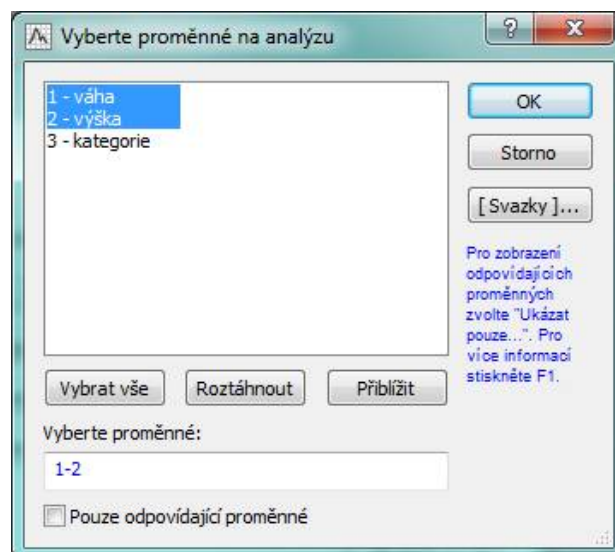 Vyberte proměnné na analýzu
1 - váha
2 - výška
3 - kategorie
OK
Storno
[ Svazky ]...
Pro zobrazení
odpovídajících
proměnných
zvolte "Ukázat
pouze...". Pro
více informací
stiskněte F1.
Vybrat vše
Roztáhnout
Přiblížit
Vyberte proměnné:
1-2
Pouze odpovídající proměnné